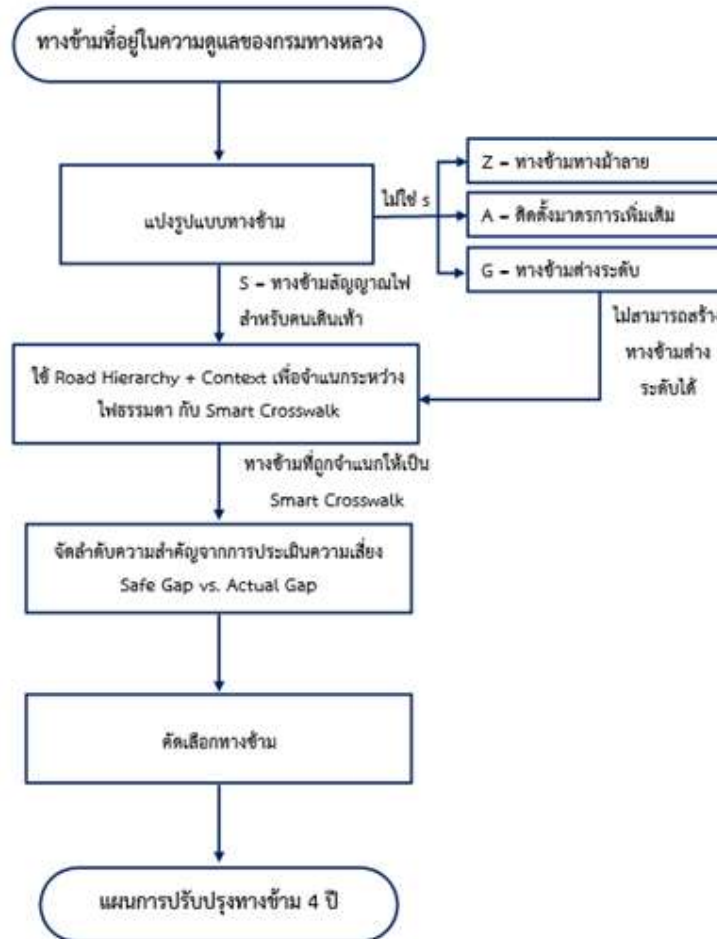 ทางข้ามที่อยู่ในความดูแลของกรมทางหลวง
แบ่งรูปแบบทางข้าม
ไม่ใช่ s
Z – ทางข้ามทางม้าลาย
A – ติดตั้งมาตรการเพิ่มเติม
G – ทางข้ามต่างระดับ
S – ทางข้ามสัญญาณไฟ
สำหรับคนเดินเท้า
ไม่สามารถสร้าง
ทางข้ามต่าง
ระดับได้
ใช้ Road Hierarchy + Context เพื่อจำแนกระหว่าง
ไฟธรรมดา กับ Smart Crosswalk
ทางข้ามที่ถูกจำแนกให้เป็น
Smart Crosswalk
จัดลำดับความสำคัญจากการประเมินความเสี่ยง
Safe Gap vs. Actual Gap
คัดเลือกทางข้าม
แผนการปรับปรุงทางข้าม 4 ปี